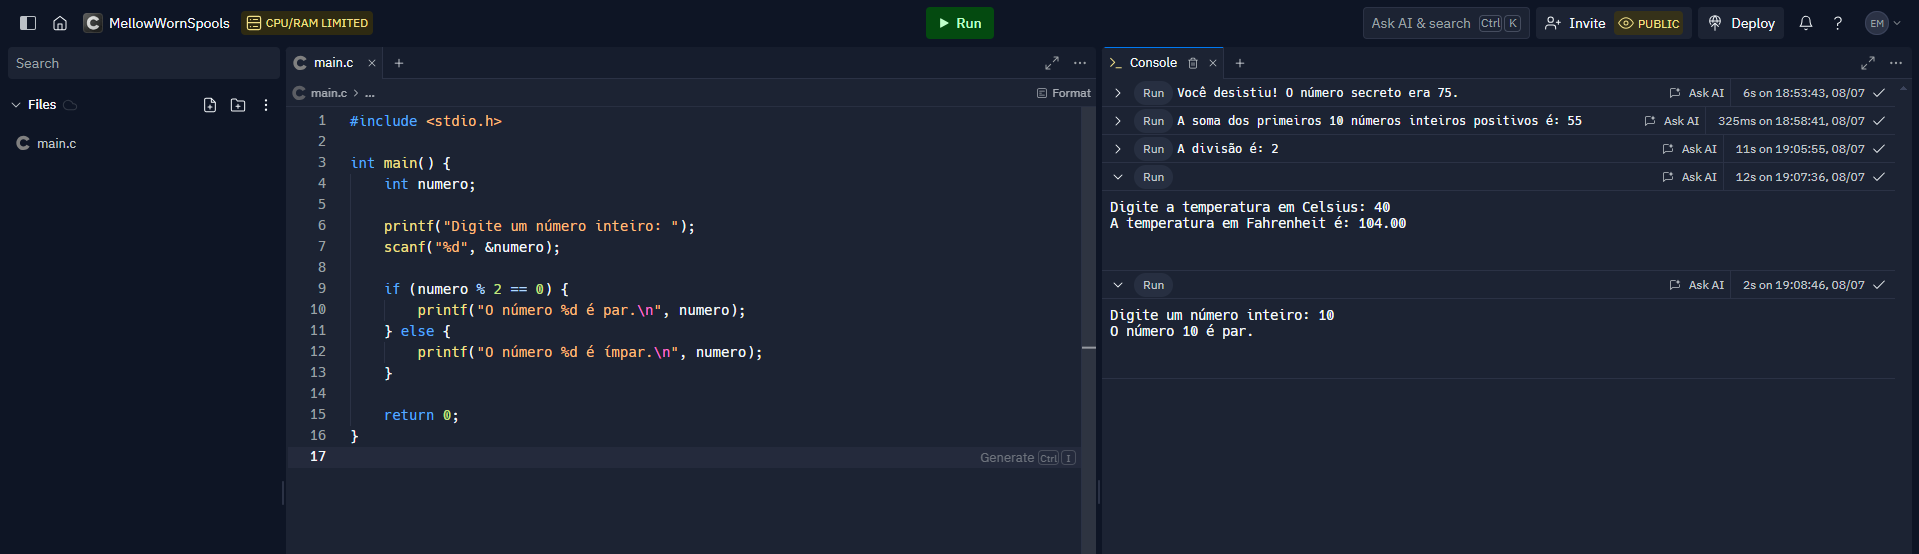 MellowWornSpools CPU/RAM LIMITED Run Ask AI & search Ctrl K Invite PUBLIC Deploy EM
Search
Files
main.c
main.c
main.c > ...
Format
1 #include <stdio.h>
2
3 int main() {
4 int numero;
5
6 printf("Digite um número inteiro: ");
7 scanf("%d", &numero);
8
9 if (numero % 2 == 0) {
10 printf("O número %d é par.\n", numero);
11 } else {
12 printf("O número %d é ímpar.\n", numero);
13 }
14
15 return 0;
16 }
17
Generate Ctrl I
Console
Run Você desistiu! O número secreto era 75. Ask AI 6s on 18:53:43, 08/07
Run A soma dos primeiros 10 números inteiros positivos é: 55 Ask AI 325ms on 18:58:41, 08/07
Run A divisão é: 2 Ask AI 11s on 19:05:55, 08/07
Run Ask AI 12s on 19:07:36, 08/07
Digite a temperatura em Celsius: 40
A temperatura em Fahrenheit é: 104.00
Run Ask AI 2s on 19:08:46, 08/07
Digite um número inteiro: 10
O número 10 é par.